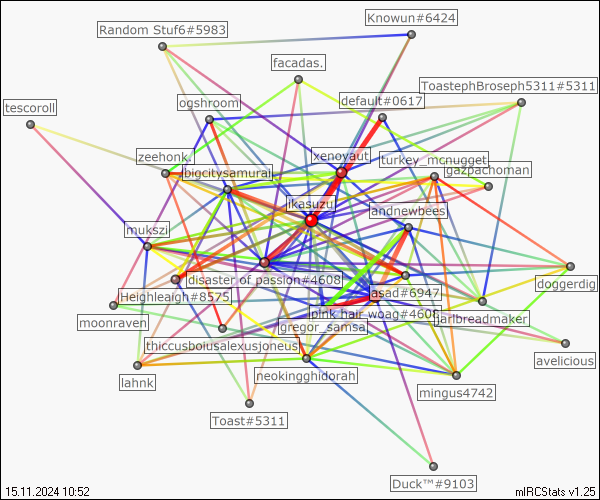 Knowun#6424
Random Stuf6#5983
facadas.
ToastephBroseph5311#5311
default#0617
ogshroom
tescoroll
zeehonk.
xenoyaut
turkey_mcnugget
gazpachoman
bigcitysamurai
ikasuzu
andnewbees
mukszi
disaster of passion#4608
doggerdig
asad#6947
Heighleaigh#8575
pink hair woag#4608
moonraven
gregor_samsa
jarlbreadmaker
thiccusboiusalexusjoneus
avelicious
lahnk
neokingghidorah
mingus4742
Toast#5311
Duck™#9103
15.11.2024 10:52
mIRCStats v1.25